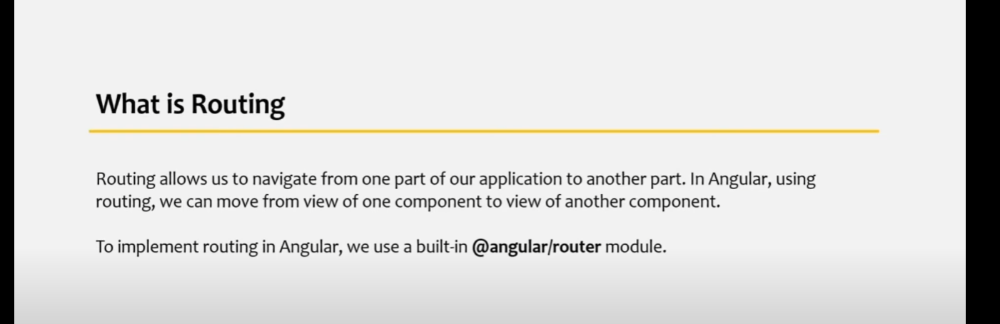 What is Routing
Routing allows us to navigate from one part of our application to another part. In Angular, using
routing, we can move from view of one component to view of another component.
To implement routing in Angular, we use a built-in @angular/router module.